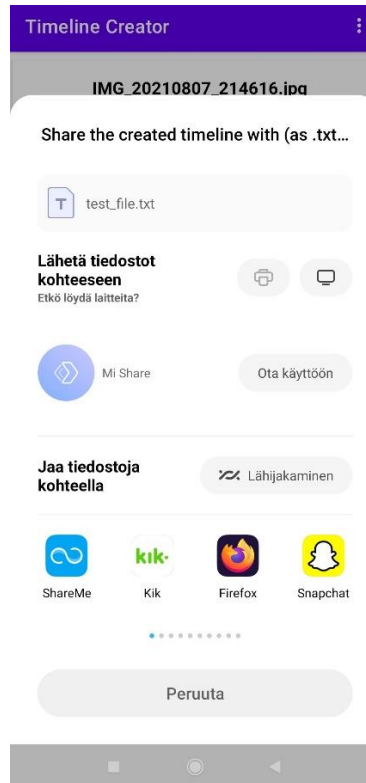 Timeline Creator
IMG_20210807_214616.jpg
Share the created timeline with (as .txt...
T
test_file.txt
Lähetä tiedostot
kohteeseen
Etkö löydä laitteita?
Mi Share
Ota käyttöön
Jaa tiedostoja
kohteella
Lähijakaminen
kik
ShareMe
Kik
Firefox
Snapchat
Peruuta